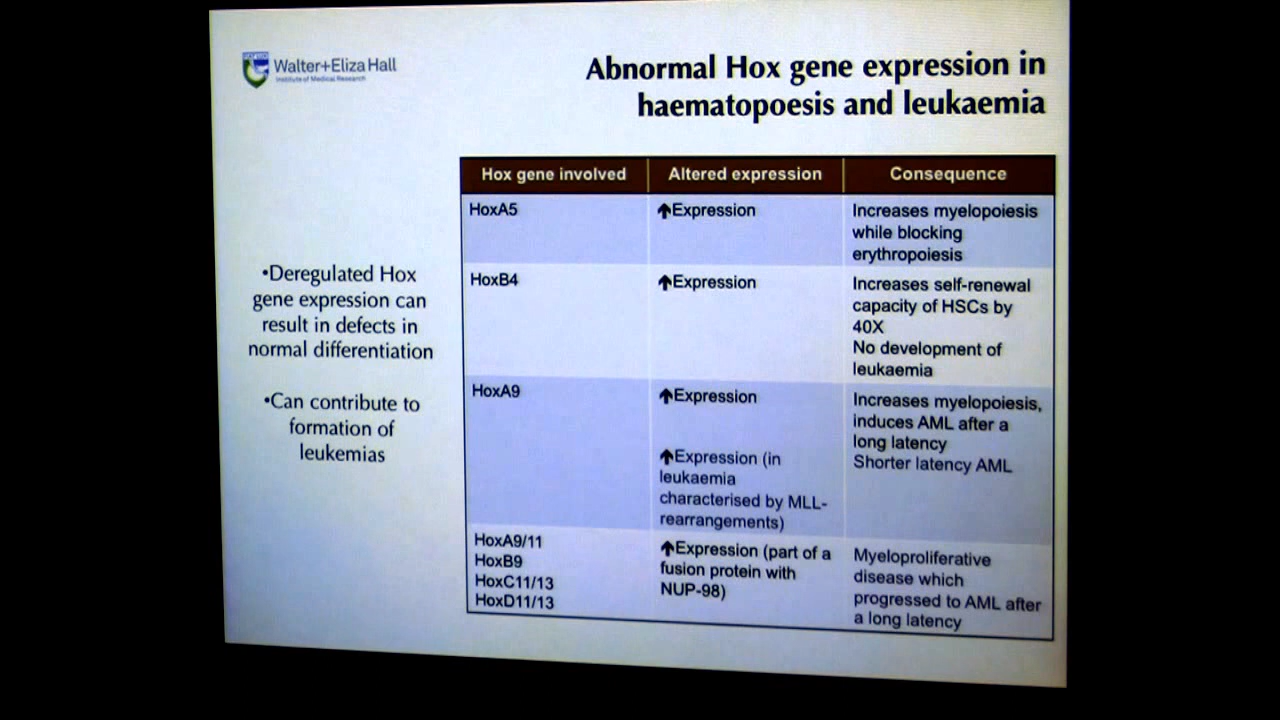 Walter+Eliza Hall
Institute of Medical Research
Abnormal Hox gene expression in
haematopoesis and leukaemia
•Deregulated Hox
gene expression can
result in defects in
normal differentiation
•Can contribute to
formation of
leukemias
Hox gene involved
Altered expression
Consequence
HoxA5
↑Expression
Increases myelopoiesis
while blocking
erythropoiesis
HoxB4
↑Expression
Increases self-renewal
capacity of HSCs by
40X
No development of
leukaemia
HoxA9
↑Expression
↑Expression (in
leukaemia
characterised by MLL-
rearrangements)
Increases myelopoiesis,
induces AML after a
long latency
Shorter latency AML
HoxA9/11
HoxB9
HoxC11/13
HoxD11/13
↑Expression (part of a
fusion protein with
NUP-98)
Myeloproliferative
disease which
progressed to AML after
a long latency